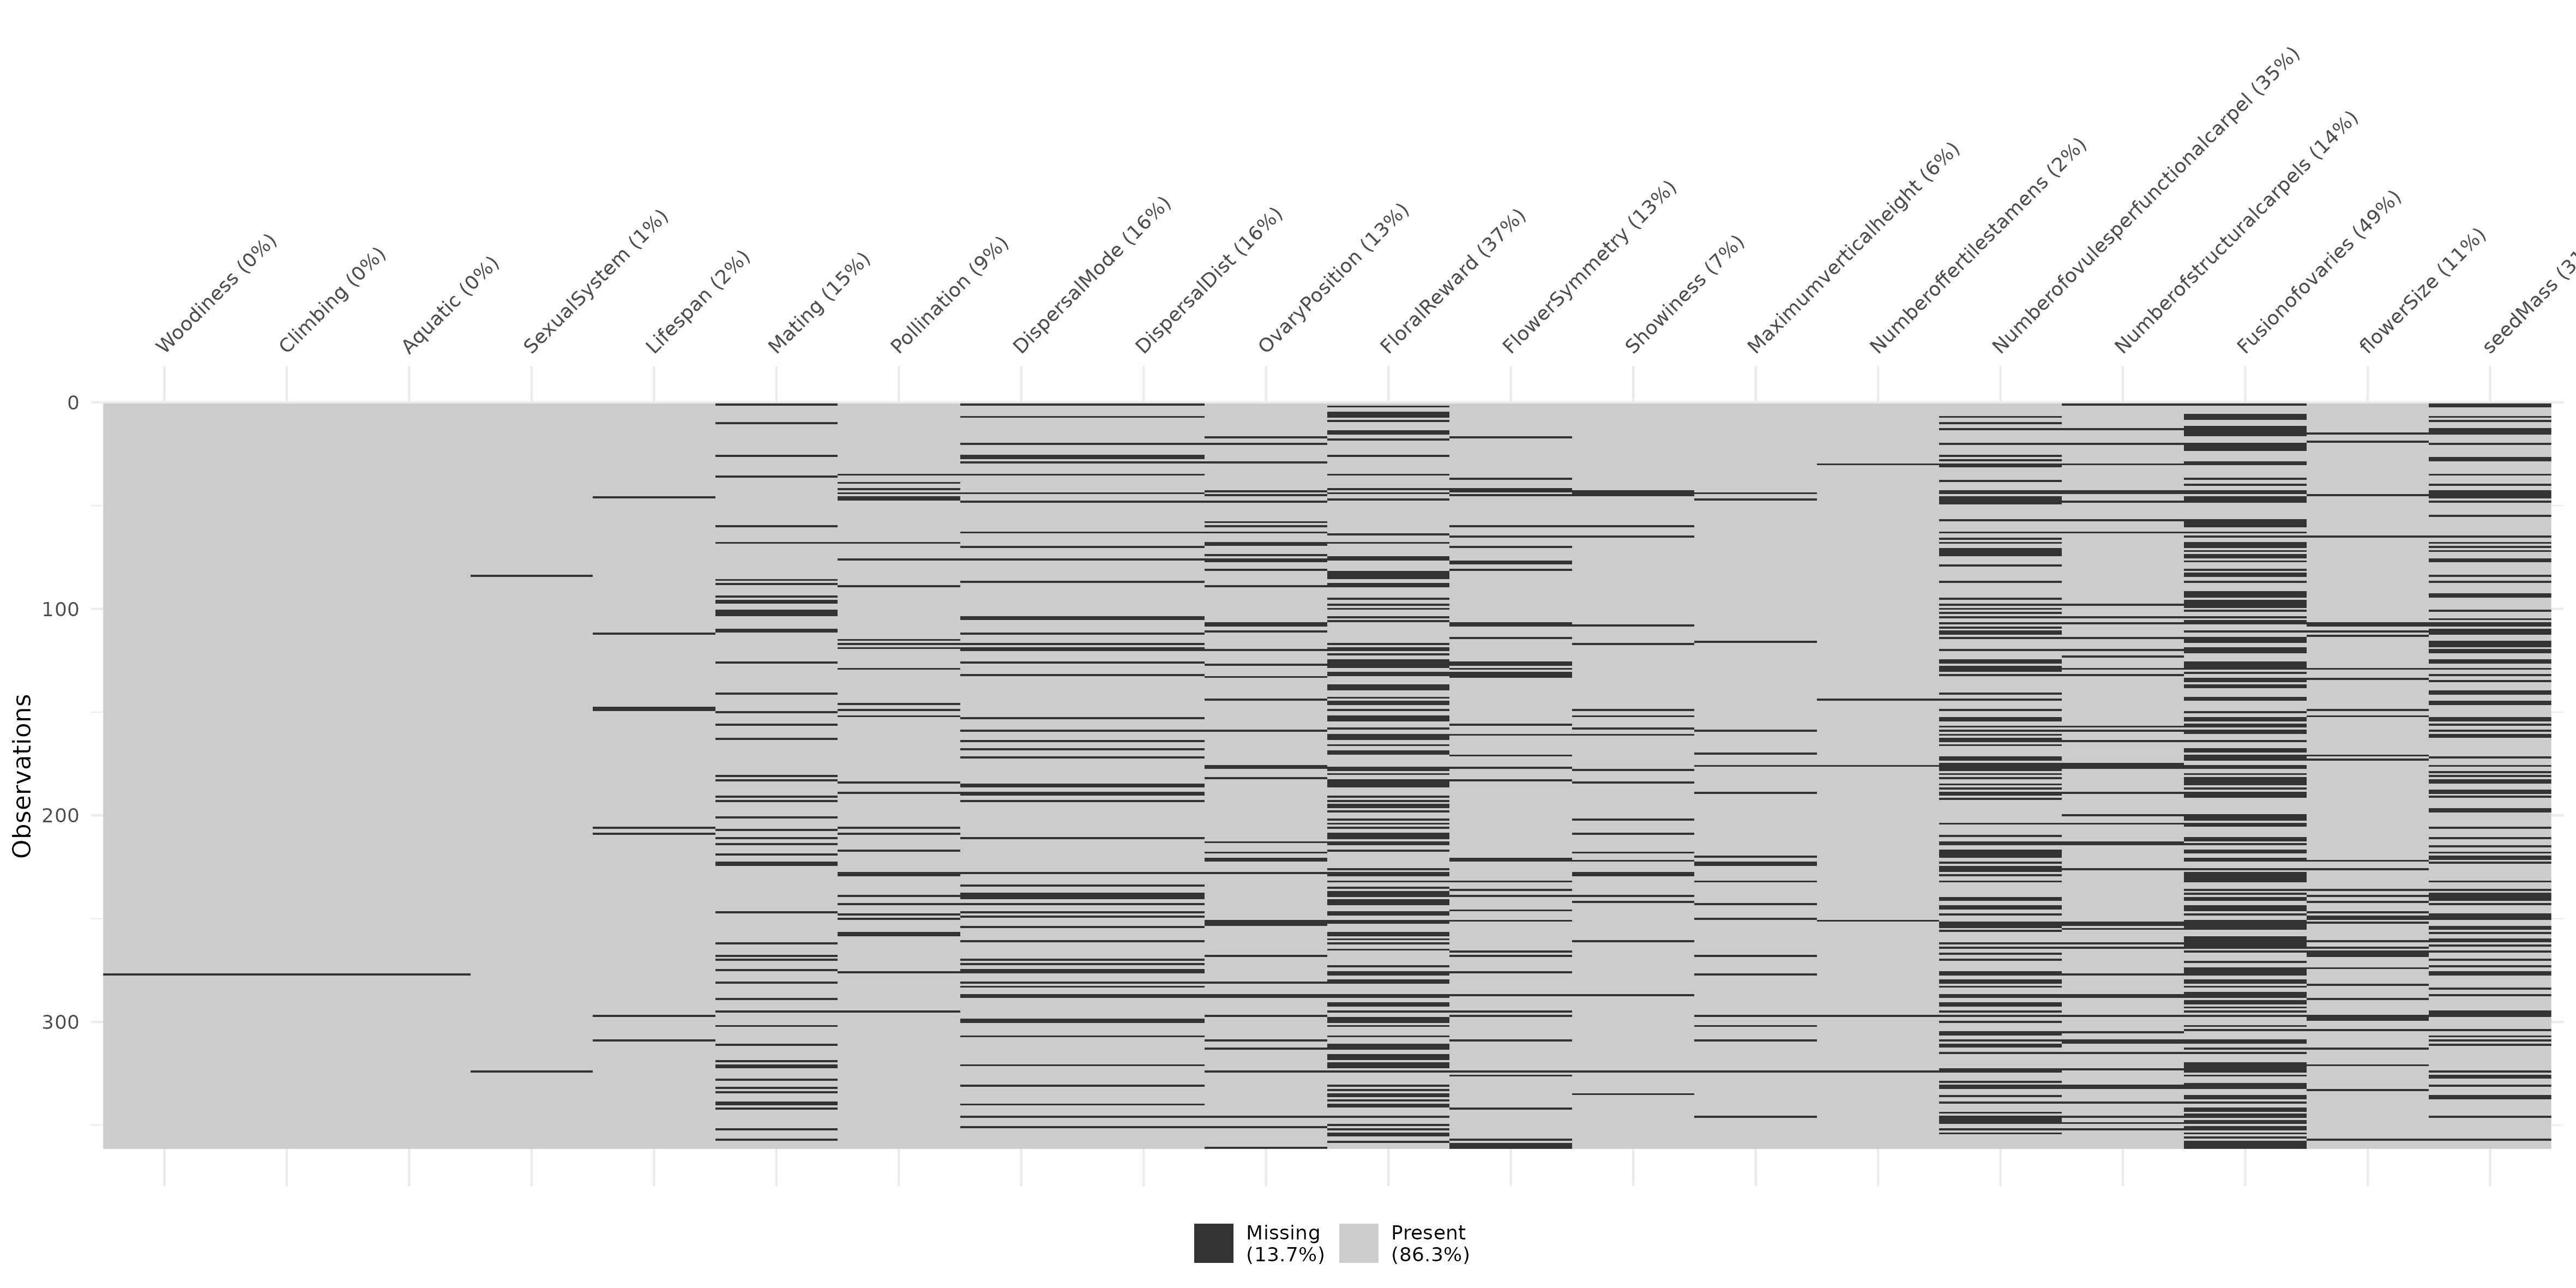 Woodiness (0%)
Climbing (0%)
Aquatic (0%)
SexualSystem (1%)
Lifespan (2%)
Mating (15%)
Pollination (9%)
DispersalMode (16%)
DispersalDist (16%)
OvaryPosition (13%)
FloralReward (37%)
FlowerSymmetry (13%)
Showiness (7%)
Maximumverticalheight (6%)
Numberoffertilestamens (2%)
Numberofovulesperfunctionalcarpel (35%)
Numberofstructuralcarpels (14%)
Fusionofovaries (49%)
flowerSize (11%)
seedMass (31
0
100
200
300
Observations
Missing
(13.7%)
Present
(86.3%)